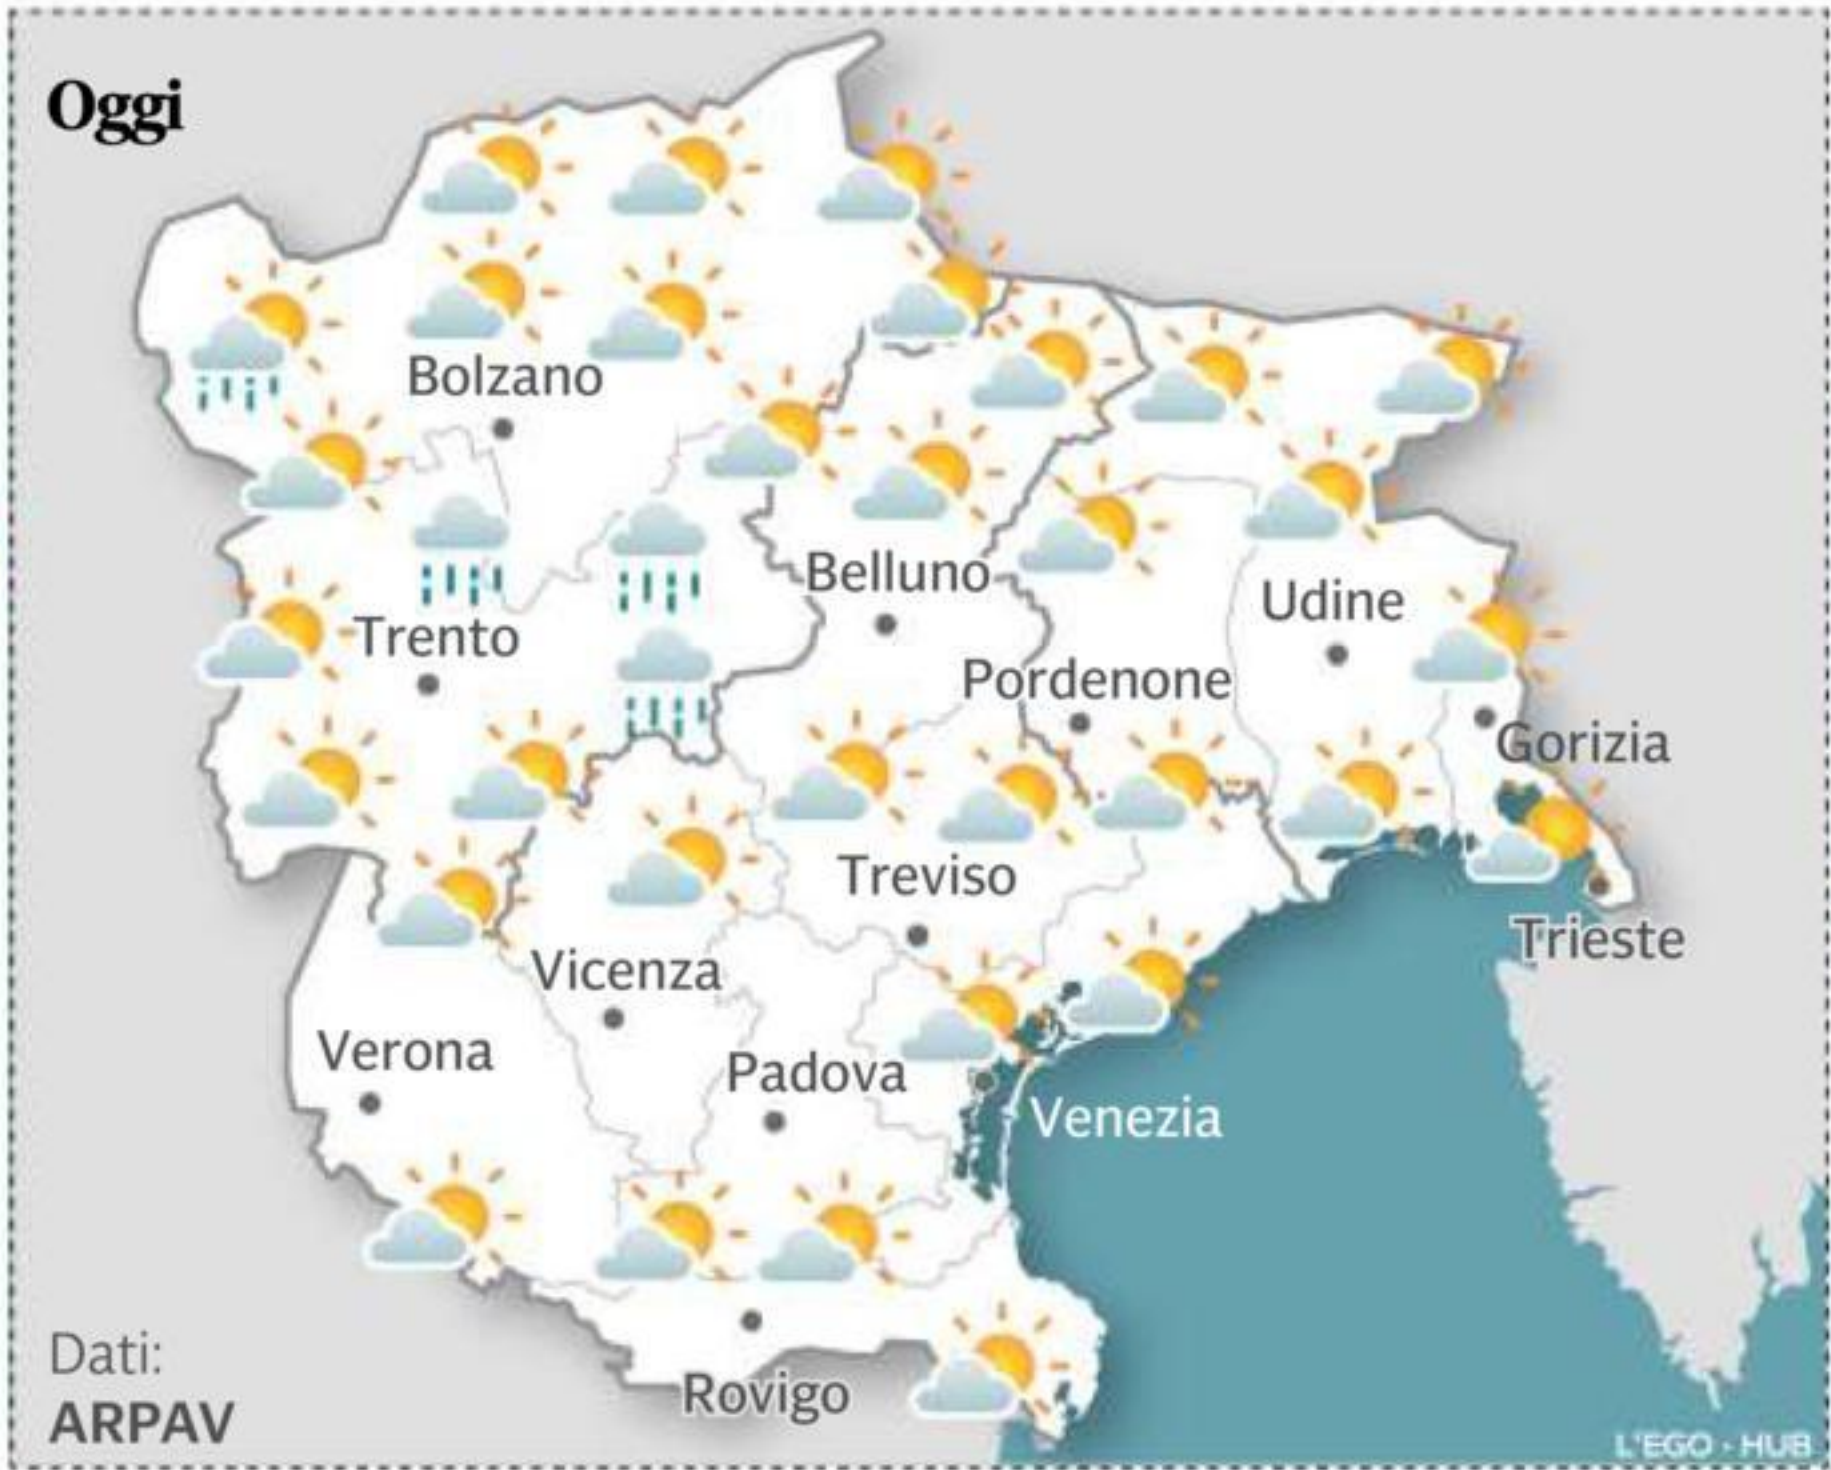 Oggi
Bolzano
Belluno
Udine
Trento
Pordenone
Gorizia
Treviso
Trieste
Vicenza
Verona
Padova
Venezia
Dati:
ARPAV
Rovigo
L'EGO - HUB